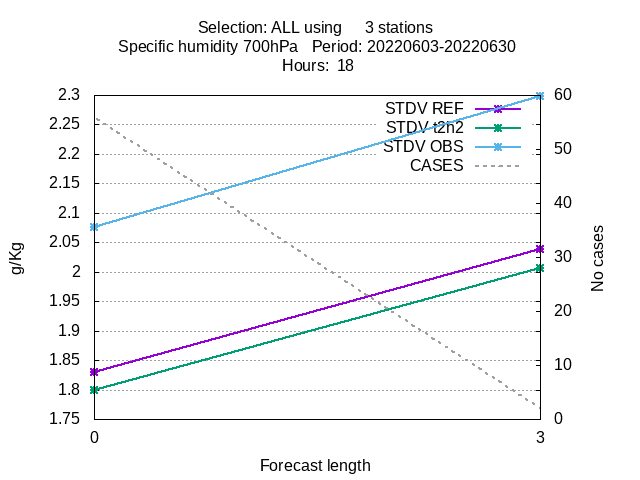 Selection: ALL using     3 stations
Specific humidity 700hPa   Period: 20220603-20220630
Hours:  18
2.3
2.25
2.2
2.15
2.1
2.05
2
1.95
1.9
1.85
1.8
1.75
g/Kg
STDV REF
STDV t2h2
STDV OBS
CASES
60
50
40
30
20
10
0
No cases
0
3
Forecast length